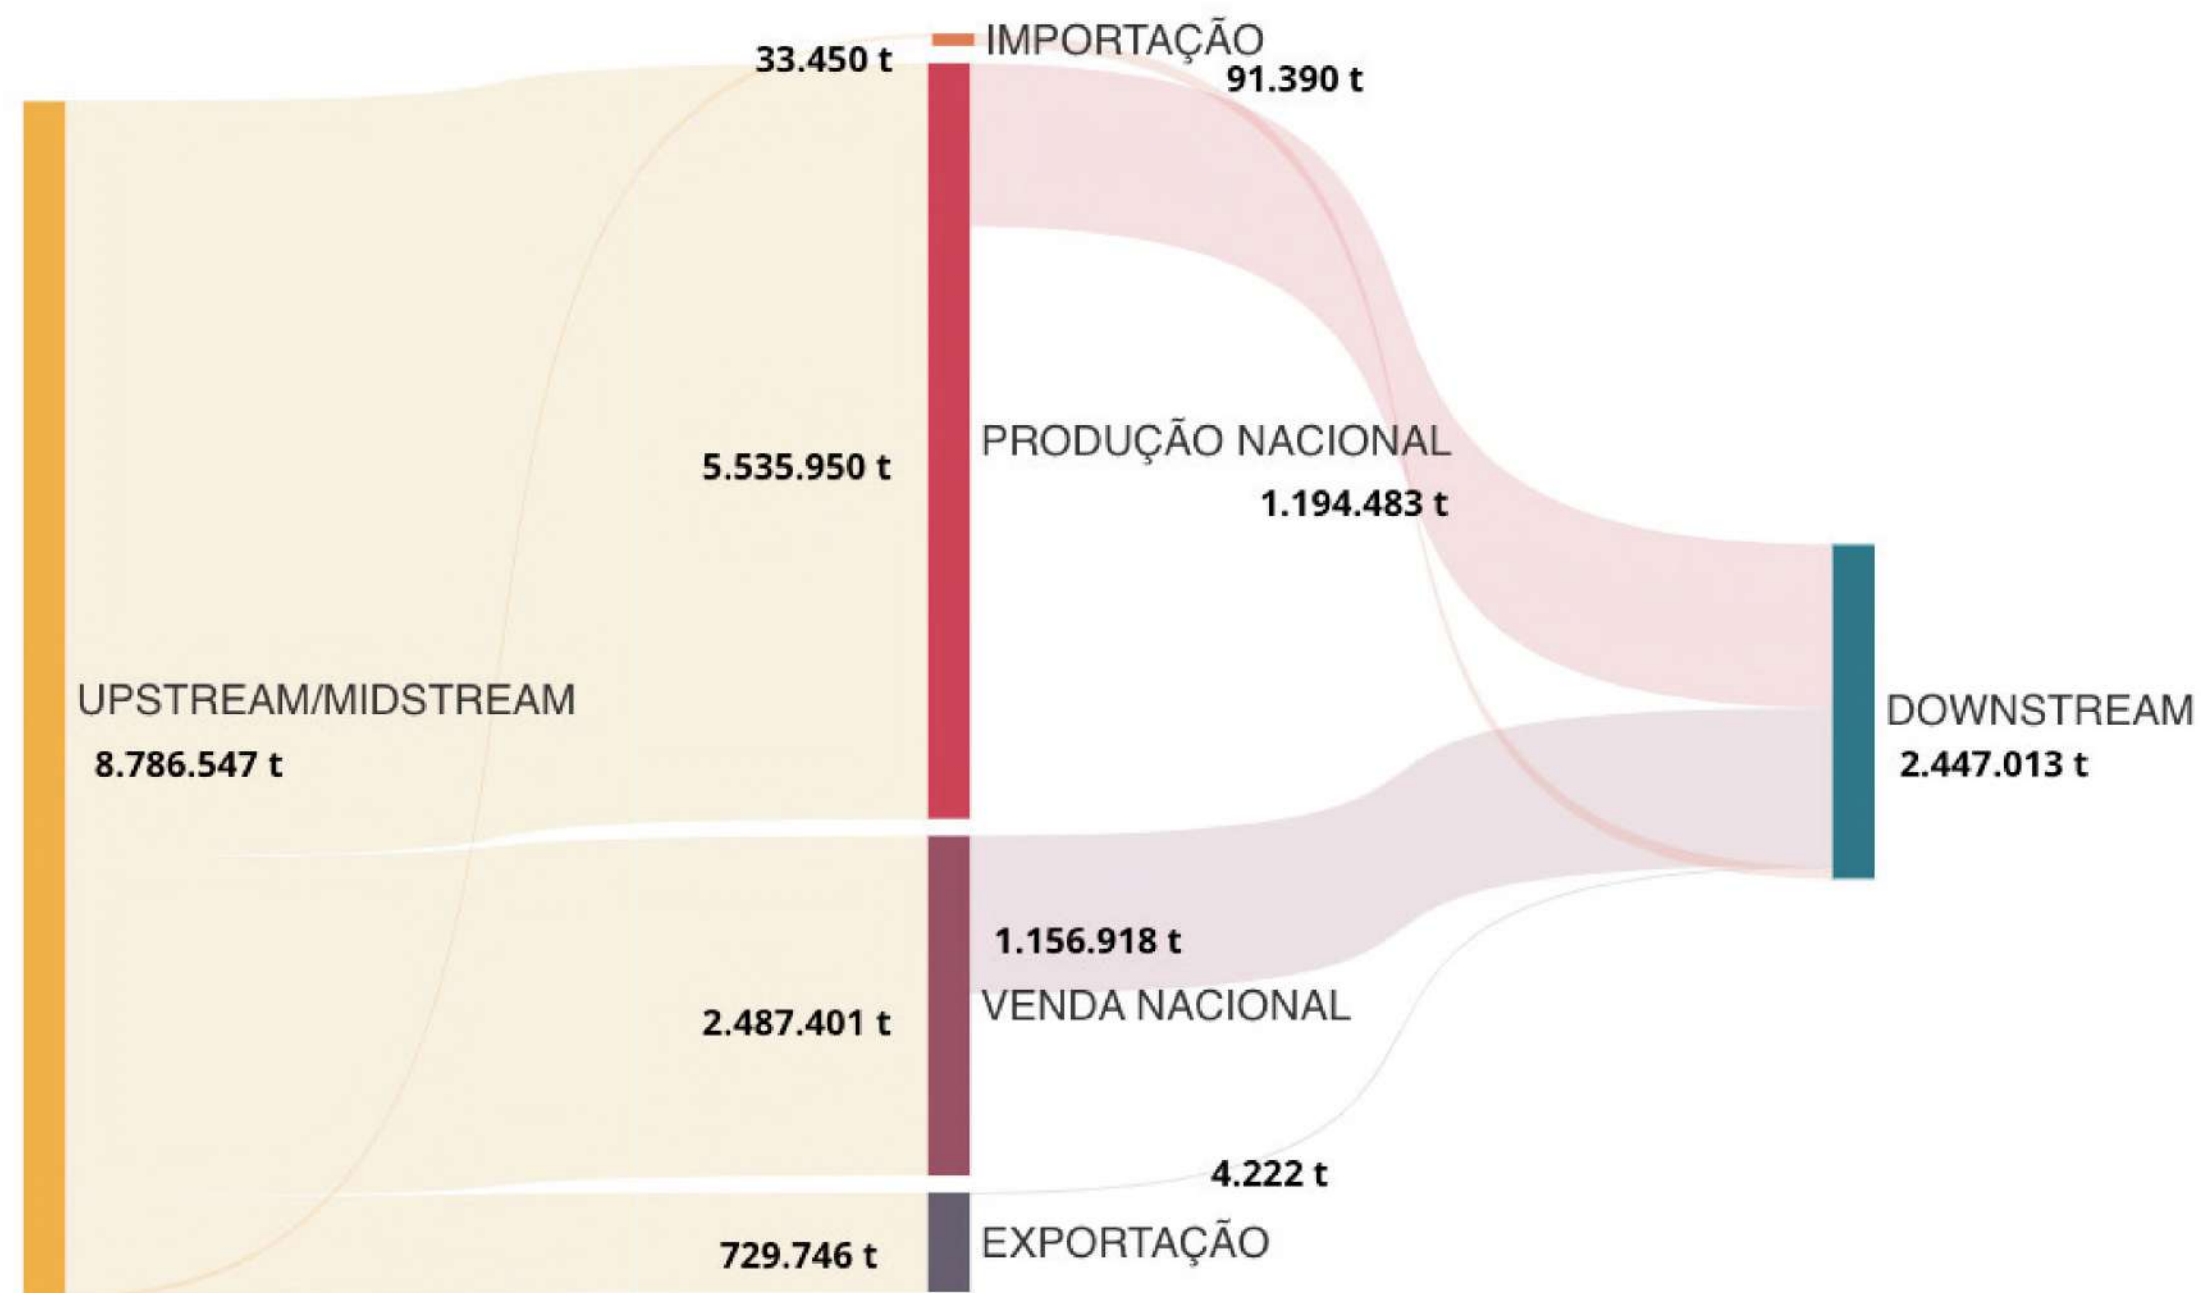 IMPORTAÇÃO
33.450 t
91.390 t
5.535.950 t
PRODUÇÃO NACIONAL
1.194.483 t
UPSTREAM/MIDSTREAM
8.786.547 t
DOWNSTREAM
2.447.013 t
1.156.918 t
VENDA NACIONAL
2.487.401 t
4.222 t
EXPORTAÇÃO
729.746 t